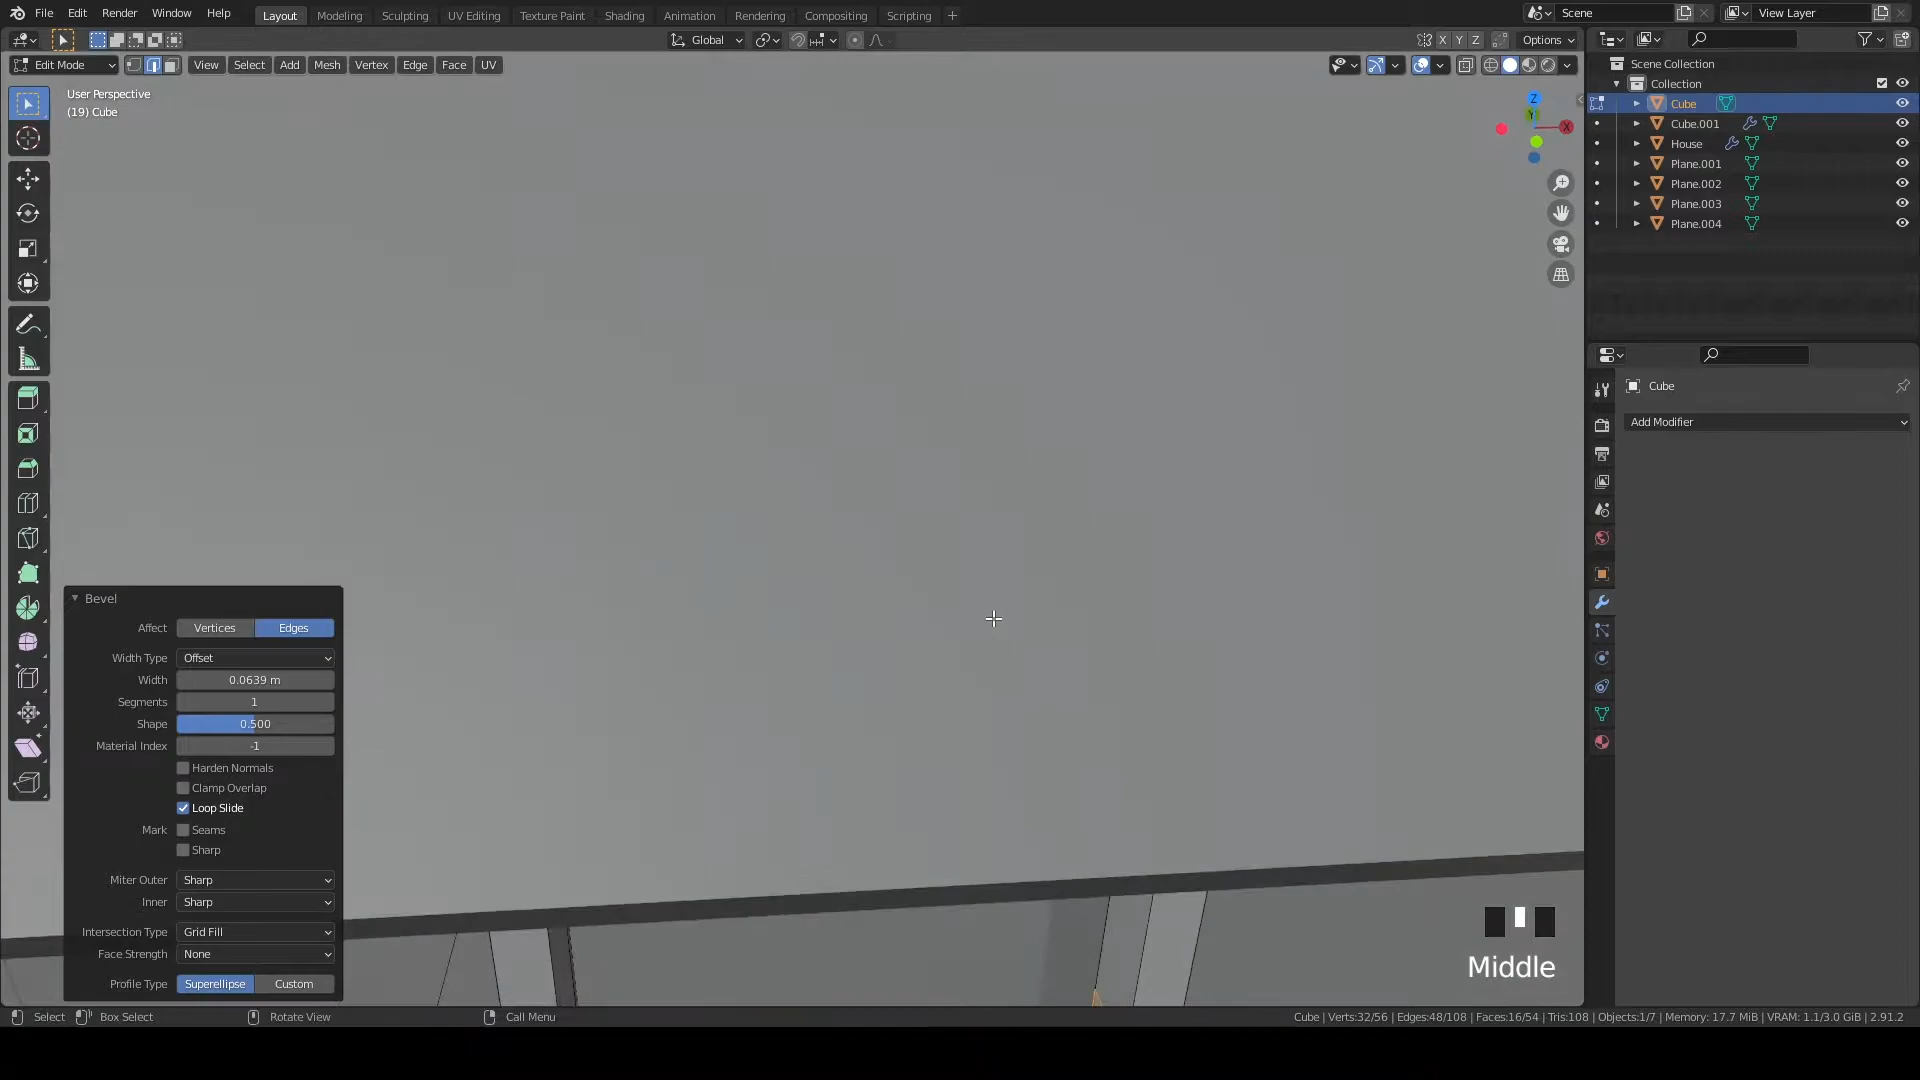 File Edit Render Window Help
Layout Modeling Sculpting UV Editing Texture Paint Shading Animation Rendering Compositing Scripting +
Scene
View Layer
Global
X Y Z
Options
Edit Mode
View Select Add Mesh Vertex Edge Face UV
User Perspective
(19) Cube
Z
Y
X
Scene Collection
Collection
Cube
Cube.001
House
Plane.001
Plane.002
Plane.003
Plane.004
Cube
Add Modifier
Bevel
Affect Vertices Edges
Width Type Offset
Width 0.0639 m
Segments 1
Shape 0.500
Material Index -1
Harden Normals
Clamp Overlap
Loop Slide
Mark Seams
Sharp
Miter Outer Sharp
Inner Sharp
Intersection Type Grid Fill
Face Strength None
Profile Type Superellipse Custom
Middle
Select Box Select Rotate View Call Menu
Cube | Verts:32/56 | Edges:48/108 | Faces:16/54 | Tris:108 | Objects:1/7 | Memory: 17.7 MiB | VRAM: 1.1/3.0 GiB | 2.91.2